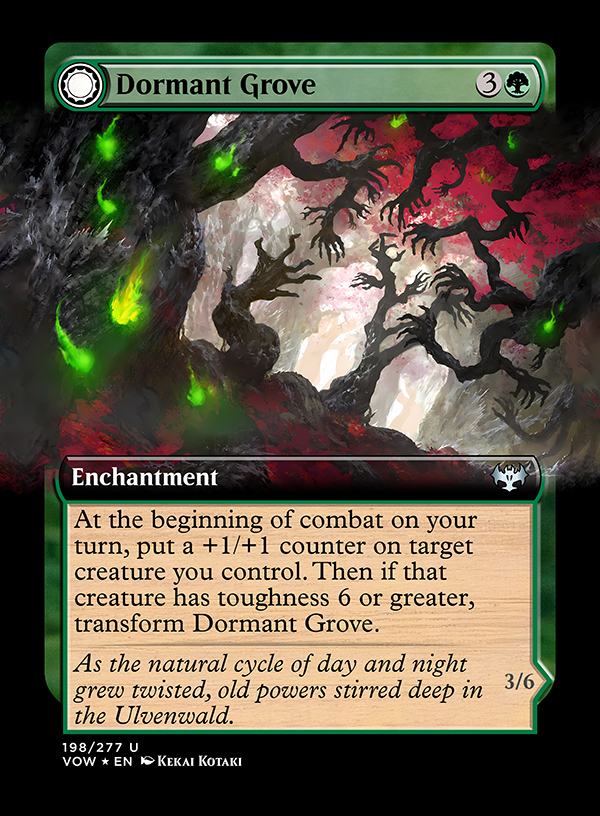 Dormant Grove 3
Enchantment
At the beginning of combat on your
turn, put a +1/+1 counter on target
creature you control. Then if that
creature has toughness 6 or greater,
transform Dormant Grove.
As the natural cycle of day and night
grew twisted, old powers stirred deep in
the Ulvenwald.
3/6
198/277 U
VOW ★ EN Kekai Kotaki